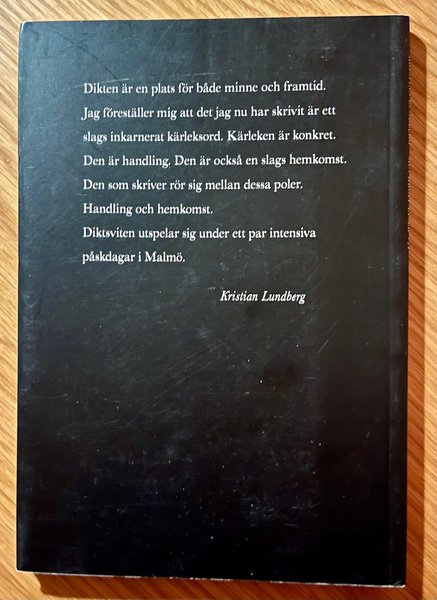 Dikten är en plats för både minne och framtid.
Jag föreställer mig att det jag nu har skrivit är ett
slags inkarnerat kärleksord. Kärleken är konkret.
Den är handling. Den är också en slags hemkomst.
Den som skriver rör sig mellan dessa poler.
Handling och hemkomst.
Diktsviten utspelar sig under ett par intensiva
påskdagar i Malmö.
Kristian Lundberg